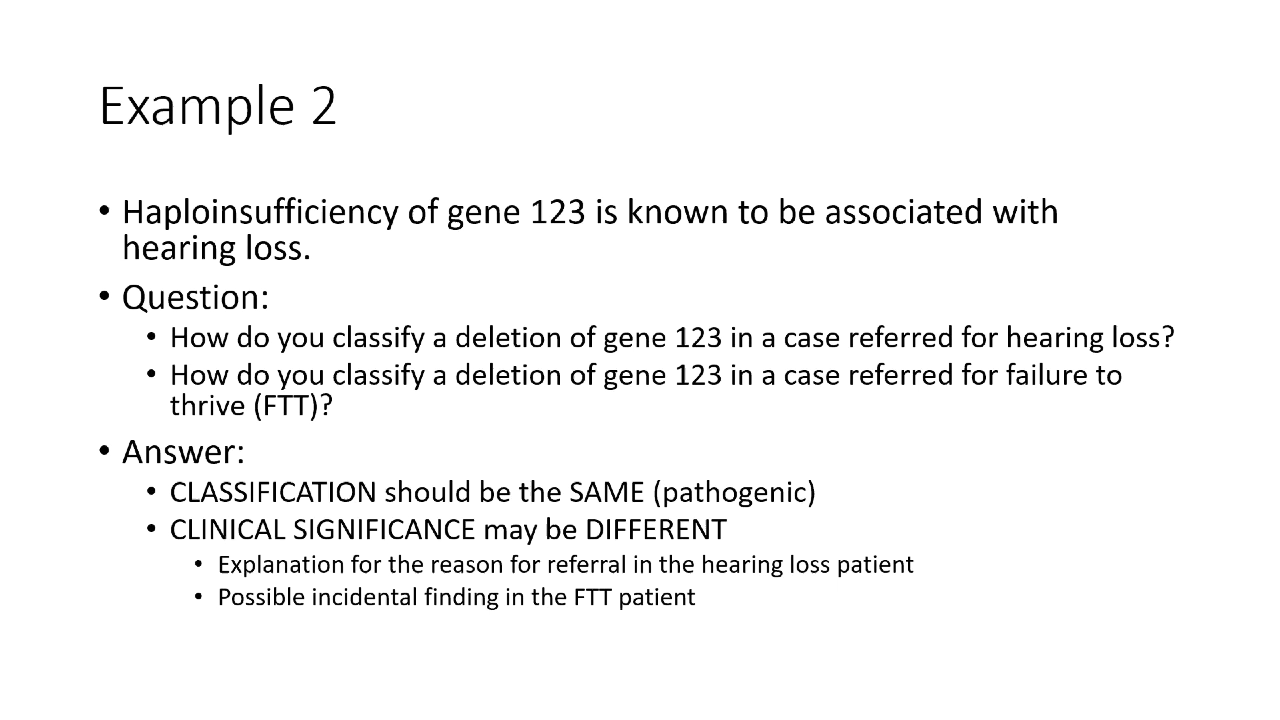 Example 2
• Haploinsufficiency of gene 123 is known to be associated with
hearing loss.
• Question:
• How do you classify a deletion of gene 123 in a case referred for hearing loss?
• How do you classify a deletion of gene 123 in a case referred for failure to
thrive (FTT)?
• Answer:
• CLASSIFICATION should be the SAME (pathogenic)
• CLINICAL SIGNIFICANCE may be DIFFERENT
• Explanation for the reason for referral in the hearing loss patient
• Possible incidental finding in the FTT patient